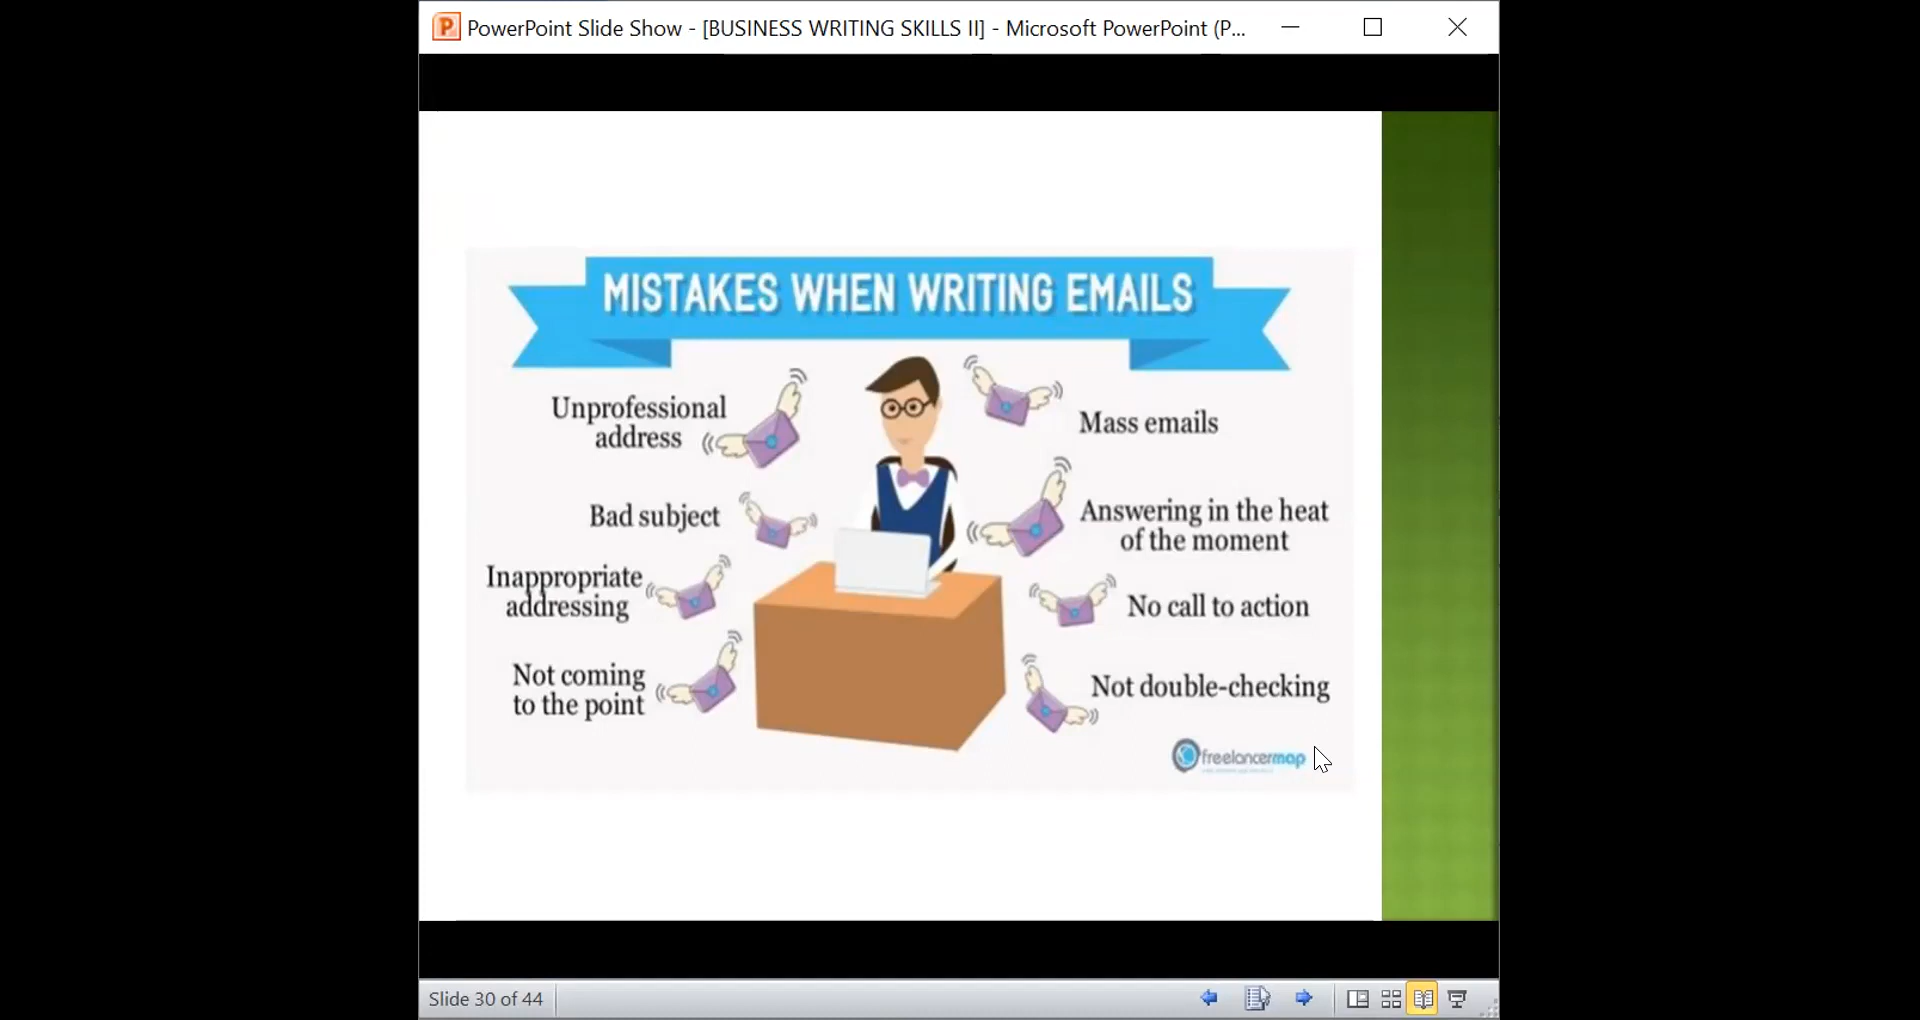 PowerPoint Slide Show - [BUSINESS WRITING SKILLS II] - Microsoft PowerPoint (P...
MISTAKES WHEN WRITING EMAILS
Unprofessional
address
Bad subject
Inappropriate
addressing
Not coming
to the point
Mass emails
Answering in the heat
of the moment
No call to action
Not double-checking
freelancermap
Slide 30 of 44